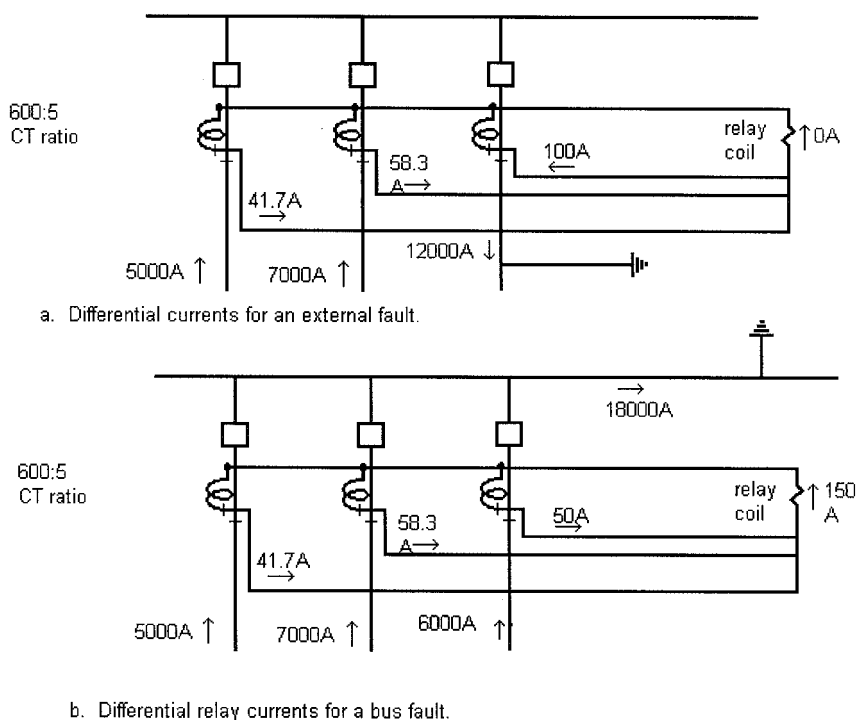 600:5
CT ratio
relay
coil
0A
100A
58.3
A
41.7A
12000A
5000A
7000A
a. Differential currents for an external fault.
18000A
600:5
CT ratio
relay
coil
150
A
50A
58.3
A
41.7A
6000A
5000A
7000A
b. Differential relay currents for a bus fault.